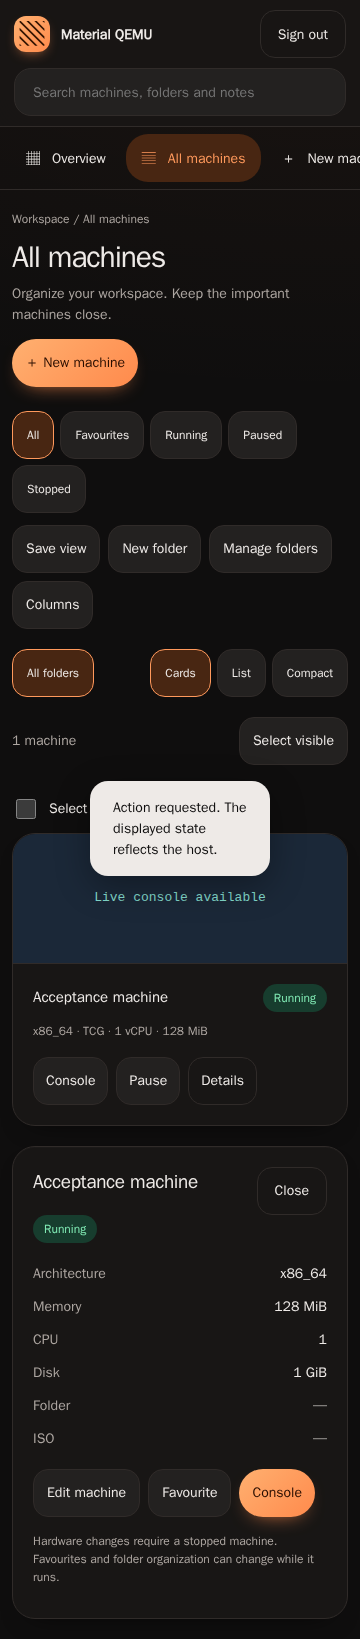 Material QEMU
Sign out
Search machines, folders and notes
Overview
All machines
+ New mac
Workspace / All machines
All machines
Organize your workspace. Keep the important
machines close.
+ New machine
All
Favourites
Running
Paused
Stopped
Save view
New folder
Manage folders
Columns
All folders
Cards
List
Compact
1 machine
Select visible
Select
Action requested. The
displayed state
reflects the host.
Live console available
Acceptance machine
Running
x86_64 · TCG · 1 vCPU · 128 MiB
Console
Pause
Details
Acceptance machine
Close
Running
Architecture
x86_64
Memory
128 MiB
CPU
1
Disk
1 GiB
Folder
—
ISO
—
Edit machine
Favourite
Console
Hardware changes require a stopped machine.
Favourites and folder organization can change while it
runs.